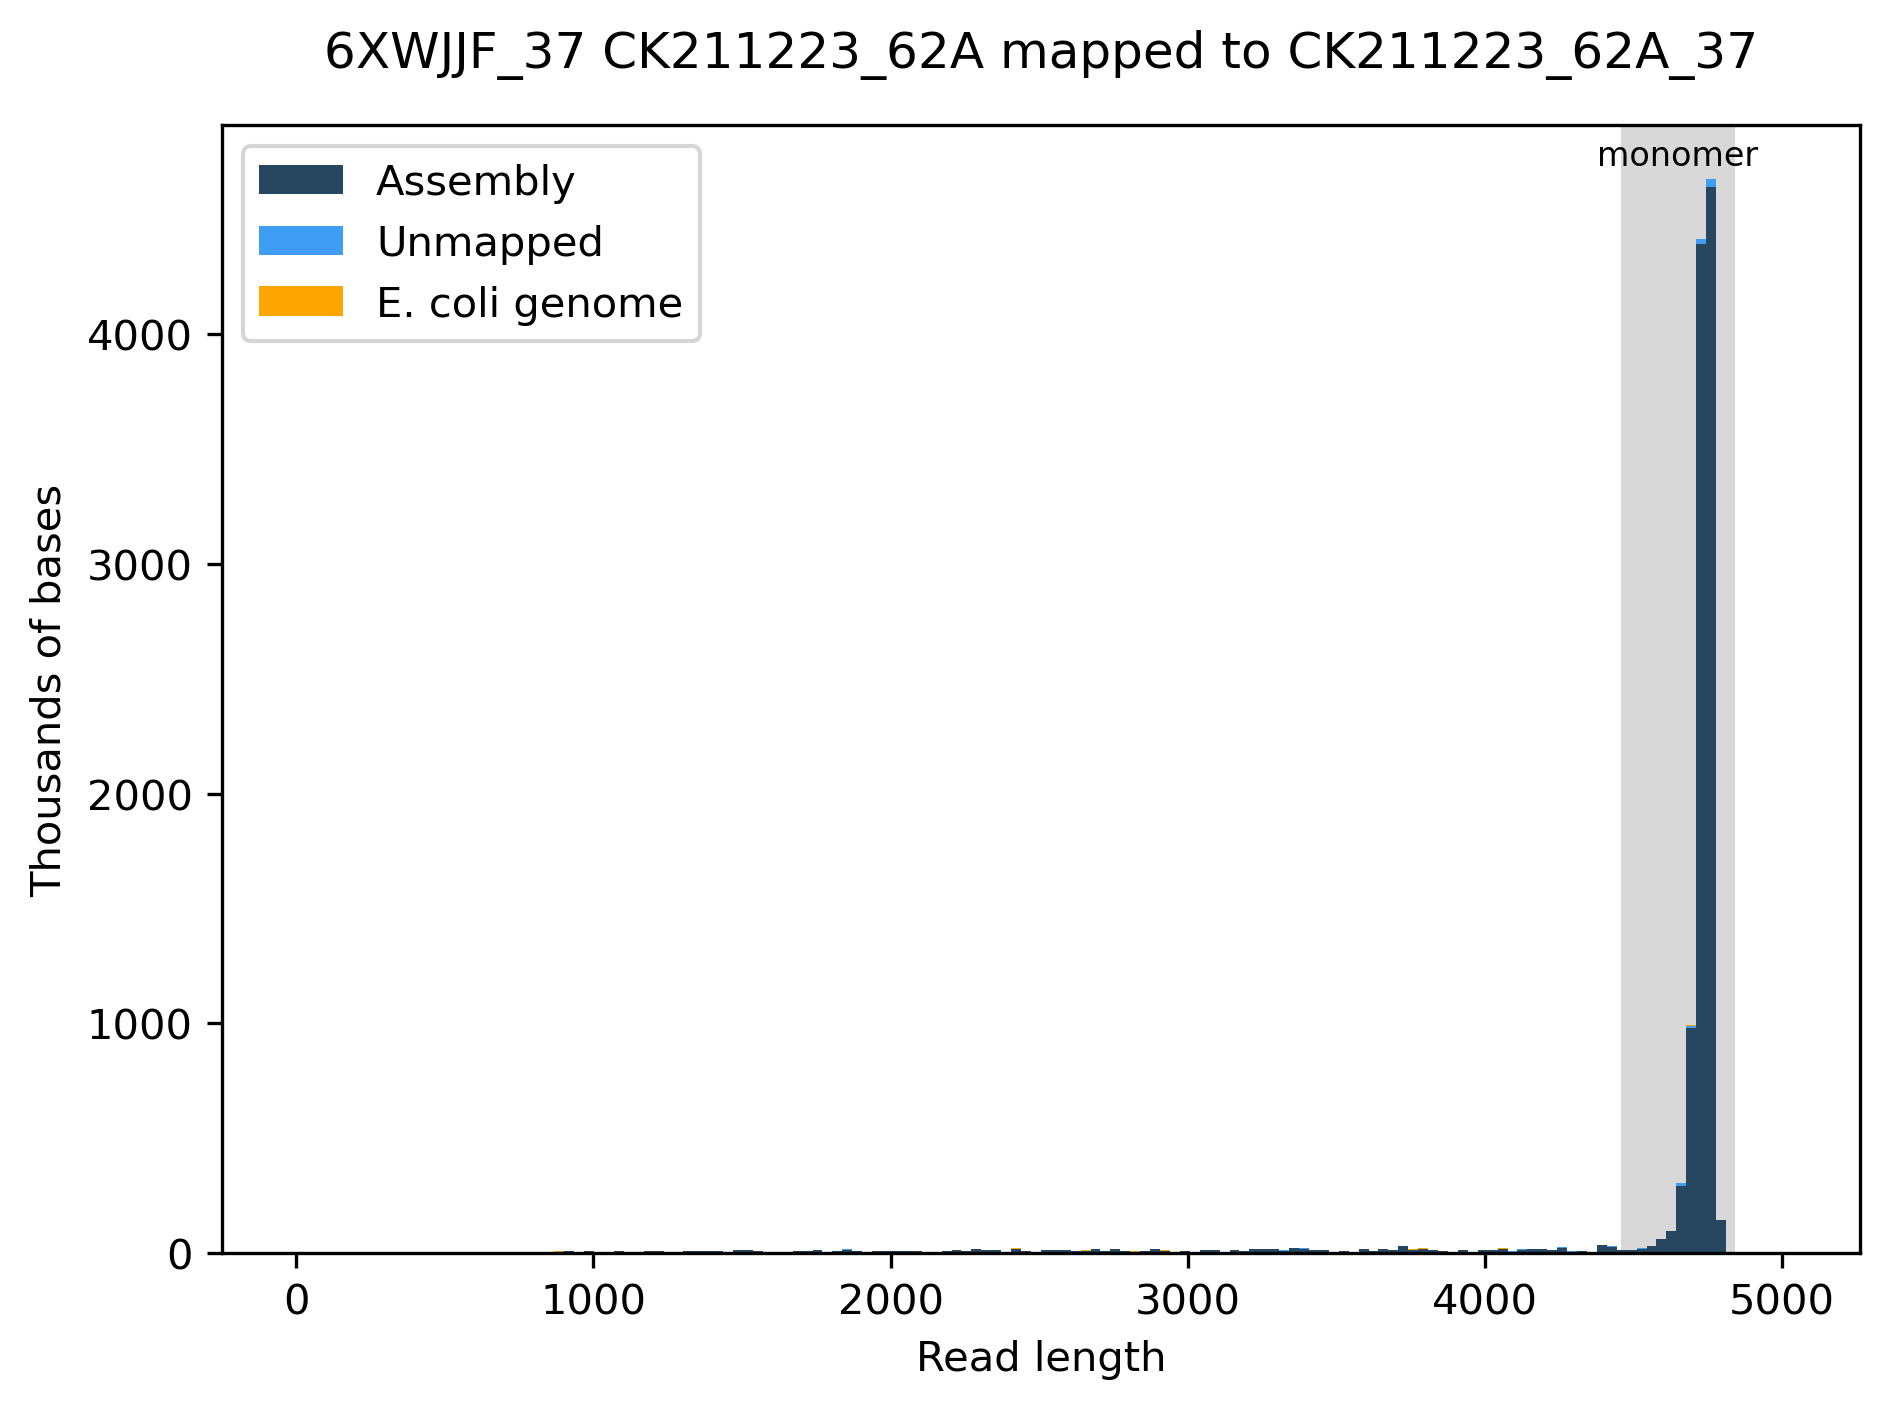 6XWJJF_37 CK211223_62A mapped to CK211223_62A_37
Assembly
Unmapped
E. coli genome
monomer
4000
3000
2000
1000
0
Thousands of bases
0 1000 2000 3000 4000 5000
Read length